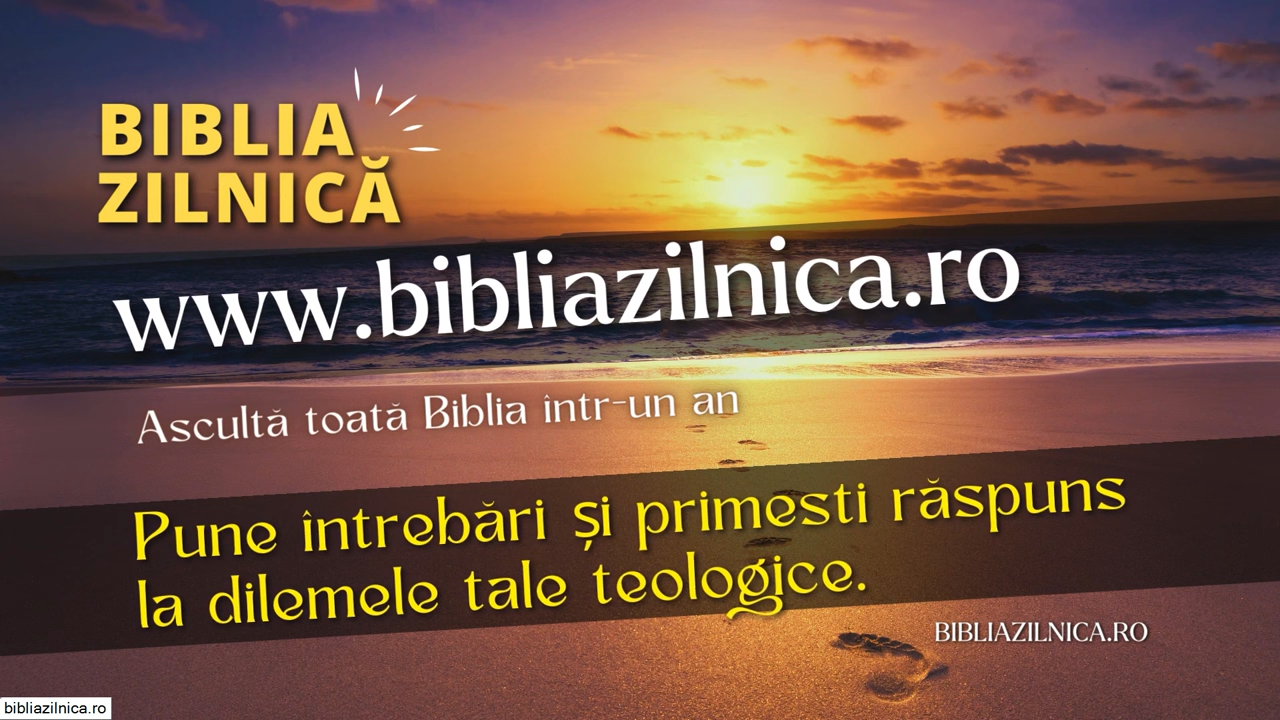 BIBLIA
ZILNICĂ
www.bibliazilnica.ro
Ascultă toată Biblia într-un an
Pune întrebări și primesti răspuns
la dilemele tale teologice.
BIBLIAZILNICA.RO
bibliazilnica.ro